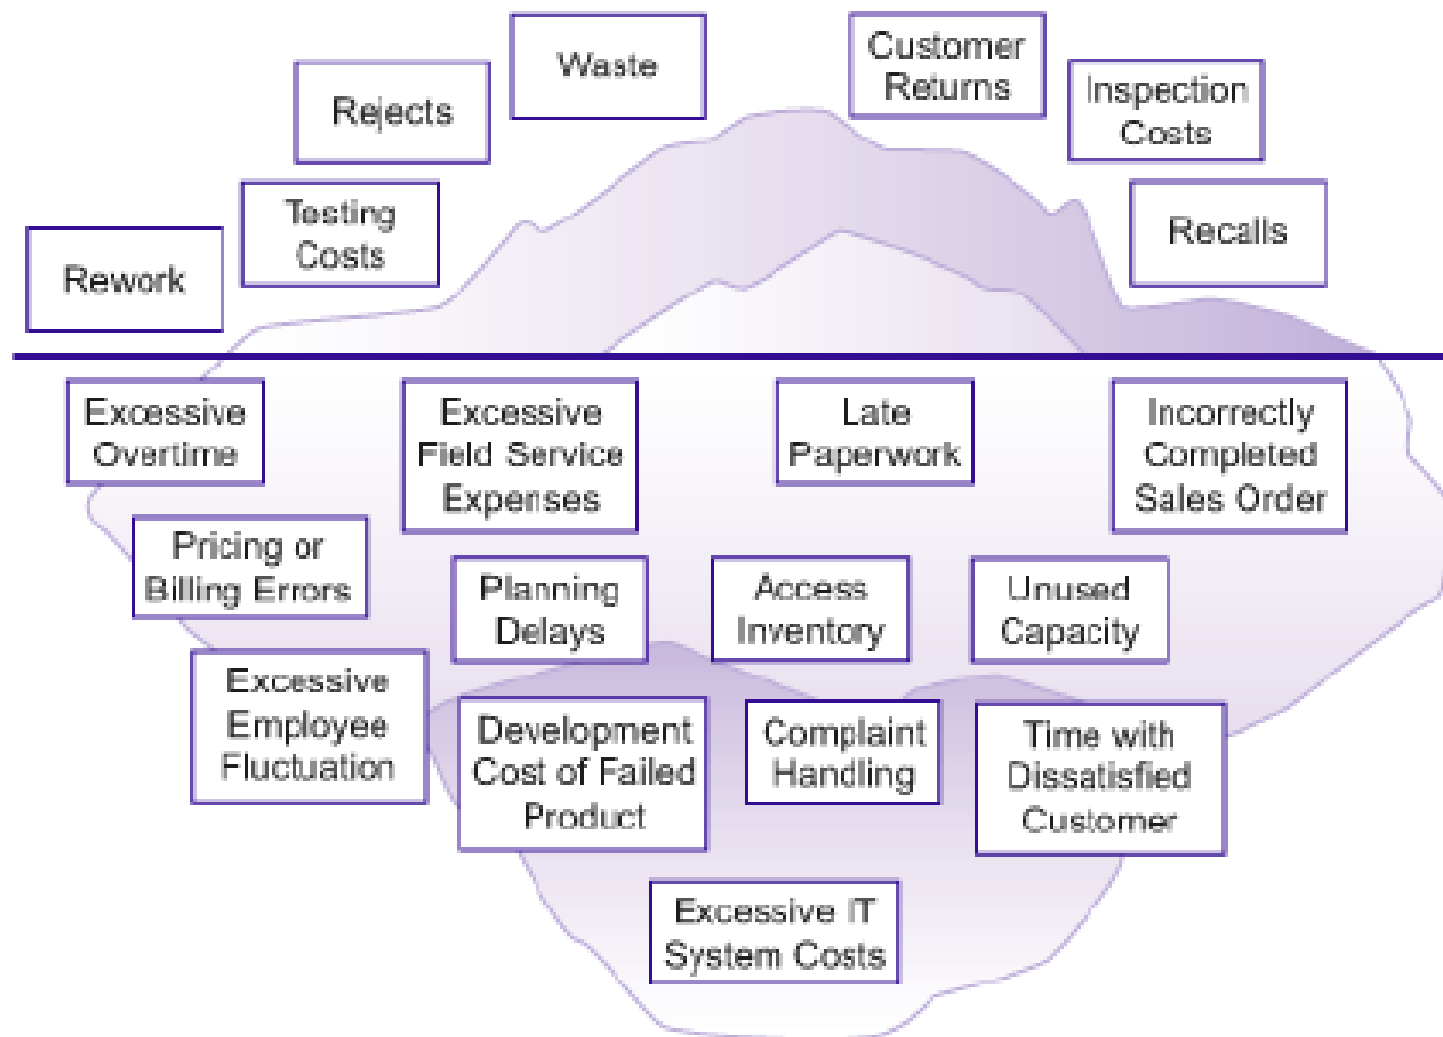 Waste
Customer
Returns
Rejects
Inspection
Costs
Testing
Costs
Recalls
Rework
Excessive
Overtime
Excessive
Field Service
Expenses
Late
Paperwork
Incorrectly
Completed
Sales Order
Pricing or
Billing Errors
Planning
Delays
Access
Inventory
Unused
Capacity
Excessive
Employee
Fluctuation
Development
Cost of Failed
Product
Complaint
Handling
Time with
Dissatisfied
Customer
Excessive IT
System Costs